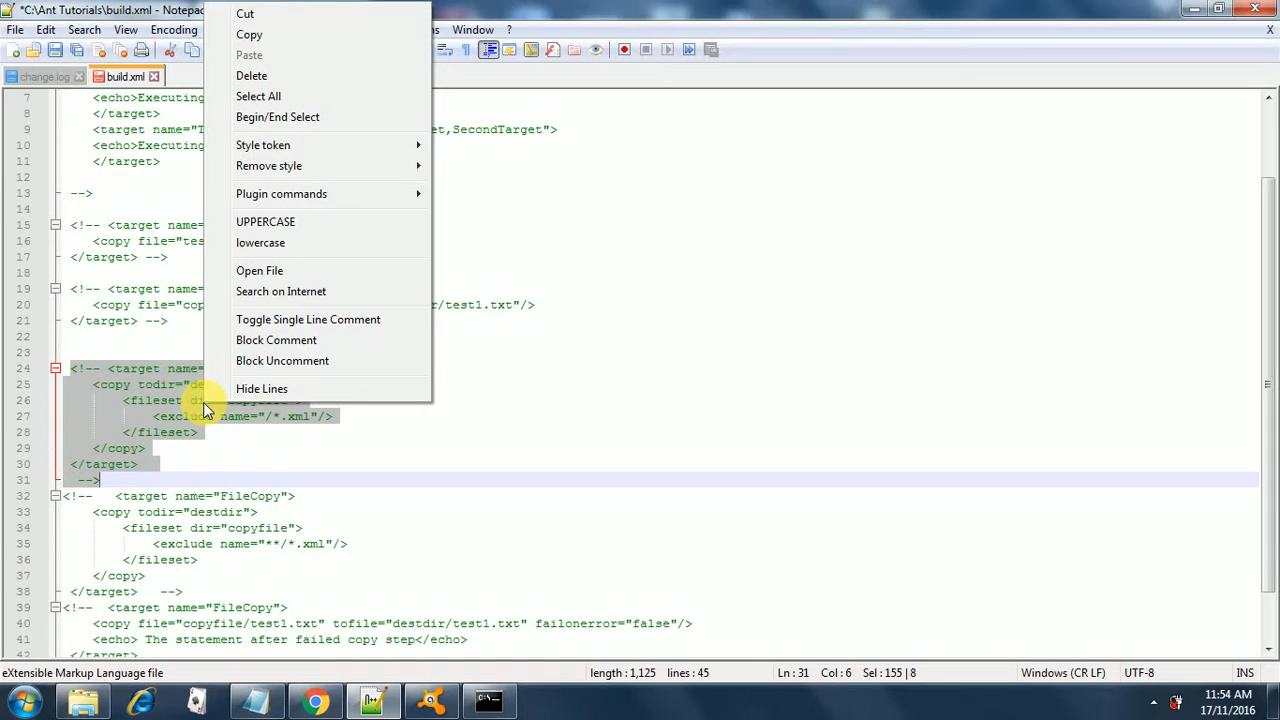 *C:\Ant Tutorials\build.xml - Notepad
File Edit Search View Encoding
Window ? X
change.log build.xml
7 <echo>Executing
8 </target>
9 <target name="T et,SecondTarget">
10 <echo>Executing
11 </target>
12
13 -->
14
15 <!-- <target name=
16 <copy file="tes
17 </target> -->
18
19 <!-- <target name=
20 <copy file="cop r/test1.txt"/>
21 </target> -->
22
23
24 <!-- <target name=
25 <copy todir="de
26 <fileset
27 <exclude name="/*.xml"/>
28 </fileset>
29 </copy>
30 </target>
31 -->
32 <!-- <target name="FileCopy">
33 <copy todir="destdir">
34 <fileset dir="copyfile">
35 <exclude name="**/*.xml"/>
36 </fileset>
37 </copy>
38 </target> -->
39 <!-- <target name="FileCopy">
40 <copy file="copyfile/test1.txt" tofile="destdir/test1.txt" failonerror="false"/>
41 <echo> The statement after failed copy step</echo>
42 </target>
Cut
Copy
Paste
Delete
Select All
Begin/End Select
Style token
Remove style
Plugin commands
UPPERCASE
lowercase
Open File
Search on Internet
Toggle Single Line Comment
Block Comment
Block Uncomment
Hide Lines
eXtensible Markup Language file length : 1,125 lines : 45 Ln : 31 Col : 6 Sel : 155 | 8 Windows (CR LF) UTF-8 INS
11:54 AM
17/11/2016